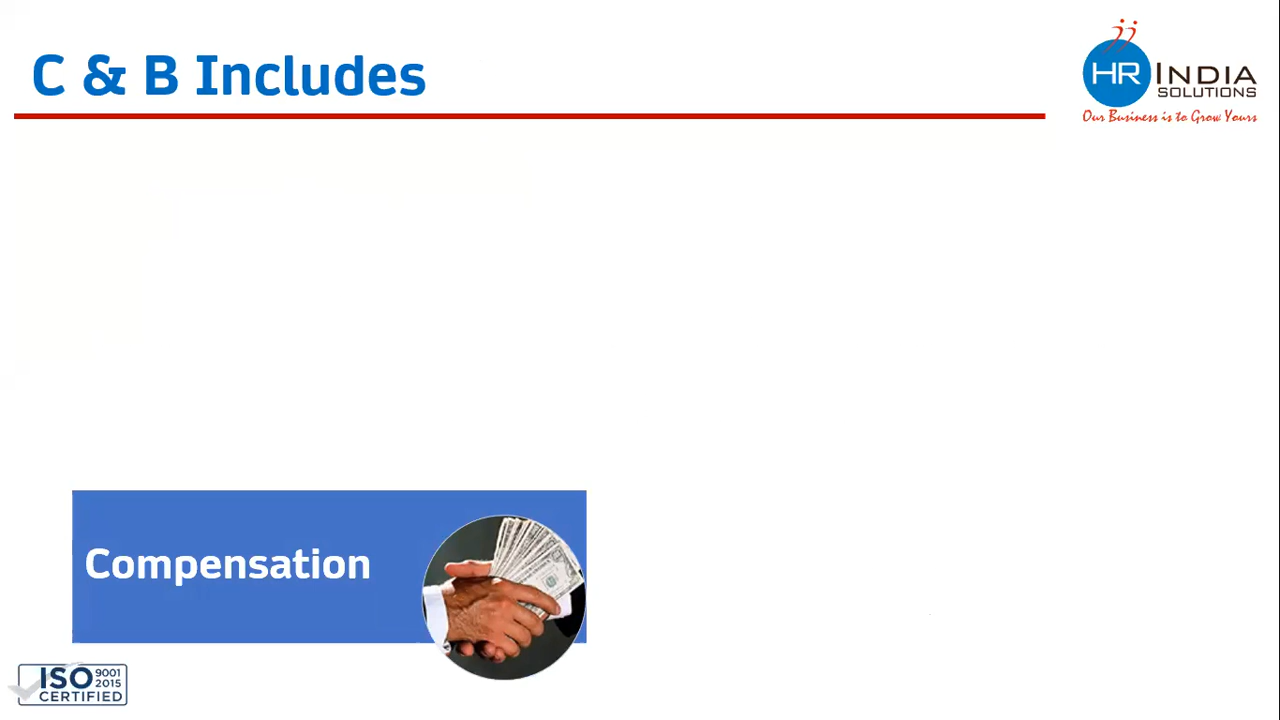 C & B Includes
HR INDIA
SOLUTIONS
Our Business is to Grow Yours
Compensation
ISO 9001
2015
CERTIFIED